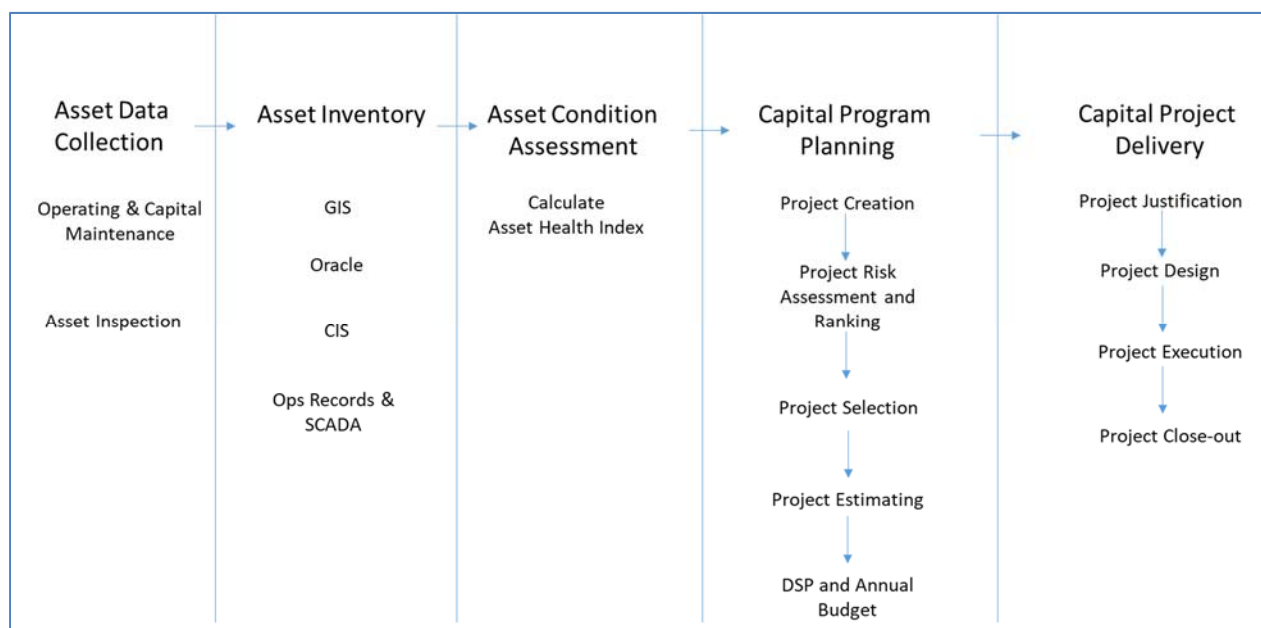 Asset Data
Collection
Operating & Capital
Maintenance
Asset Inspection
Asset Inventory
GIS
Oracle
CIS
Ops Records &
SCADA
Asset Condition
Assessment
Calculate
Asset Health Index
Capital Program
Planning
Project Creation
Project Risk
Assessment and
Ranking
Project Selection
Project Estimating
DSP and Annual
Budget
Capital Project
Delivery
Project Justification
Project Design
Project Execution
Project Close-out